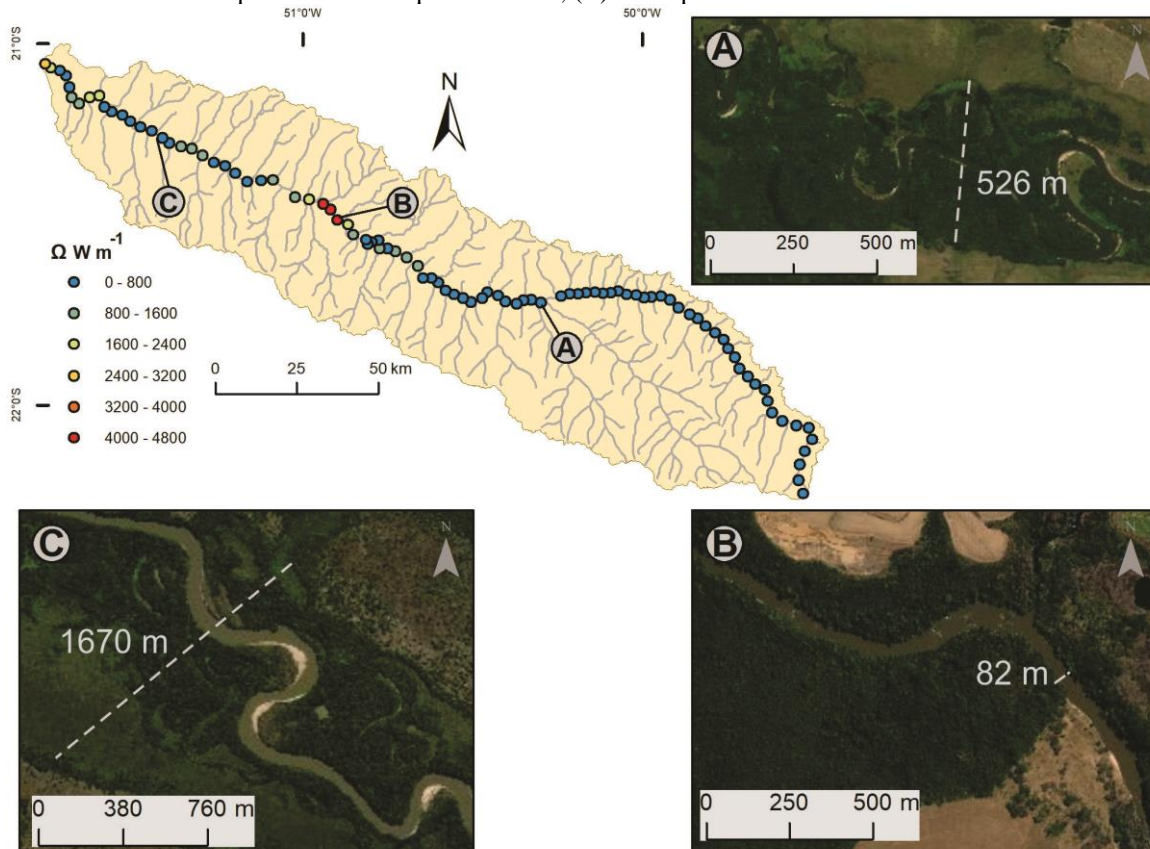 51°0'W
50°0'W
21°0'S
22°0'S
N
A
B
C
Ω W m⁻¹
0 - 800
800 - 1600
1600 - 2400
2400 - 3200
3200 - 4000
4000 - 4800
0 25 50 km
A
N
526 m
0 250 500 m
C
N
1670 m
0 380 760 m
B
N
82 m
0 250 500 m